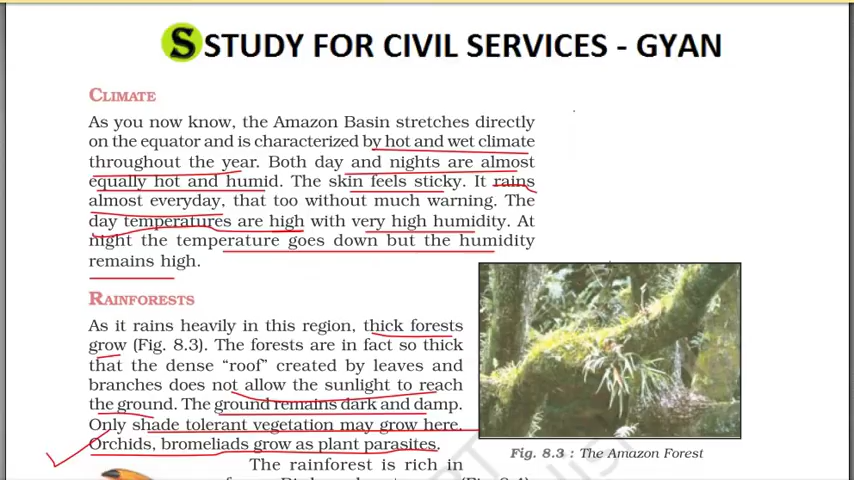 S STUDY FOR CIVIL SERVICES - GYAN
CLIMATE
As you now know, the Amazon Basin stretches directly
on the equator and is characterized by hot and wet climate
throughout the year. Both day and nights are almost
equally hot and humid. The skin feels sticky. It rains
almost everyday, that too without much warning. The
day temperatures are high with very high humidity. At
night the temperature goes down but the humidity
remains high.
RAINFORESTS
As it rains heavily in this region, thick forests
grow (Fig. 8.3). The forests are in fact so thick
that the dense “roof” created by leaves and
branches does not allow the sunlight to reach
the ground. The ground remains dark and damp.
Only shade tolerant vegetation may grow here.
Orchids, bromeliads grow as plant parasites.
The rainforest is rich in
Fig. 8.3 : The Amazon Forest